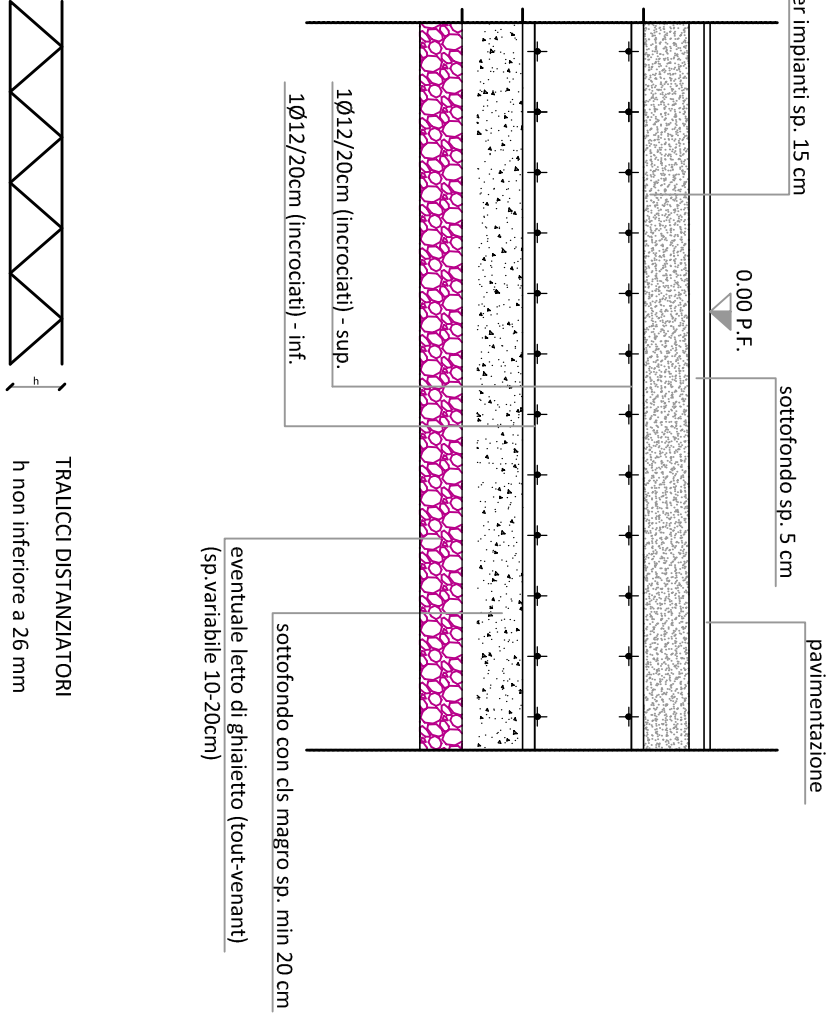 er impianti sp. 15 cm
0.00 P.F.
sottofondo sp. 5 cm
pavimentazione
1Ø12/20cm (incrociati) - sup.
1Ø12/20cm (incrociati) - inf.
sottofondo con cls magro sp. min 20 cm
eventuale letto di ghiaietto (tout-venant)
(sp.variabile 10-20cm)
h
TRALICCI DISTANZIATORI
h non inferiore a 26 mm